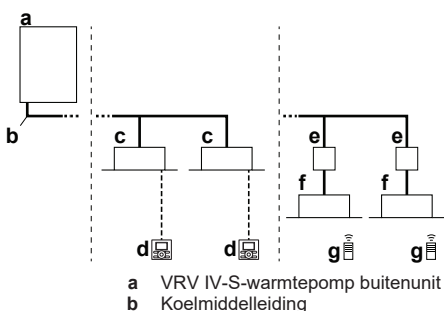 a
b
c c e e
f f
d d g g
a VRV IV-S-warmtepomp buitenunit
b Koelmiddelleiding